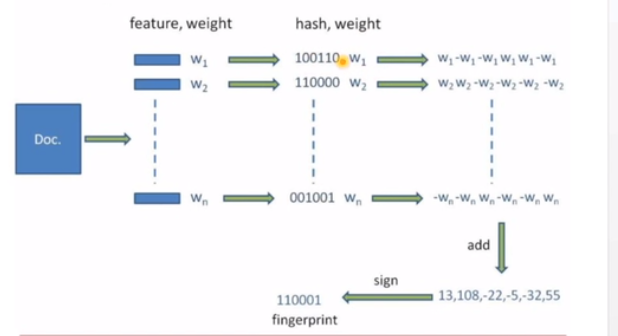 feature, weight hash, weight
W₁ 100110 W₁ W₁ -W₁ -W₁ W₁ W₁ -W₁
W₂ 110000 W₂ W₂ W₂ -W₂ -W₂ -W₂ -W₂
Doc.
Wₙ 001001 Wₙ -Wₙ -Wₙ Wₙ -Wₙ -Wₙ Wₙ
add
sign
110001 13,108,-22,-5,-32,55
fingerprint